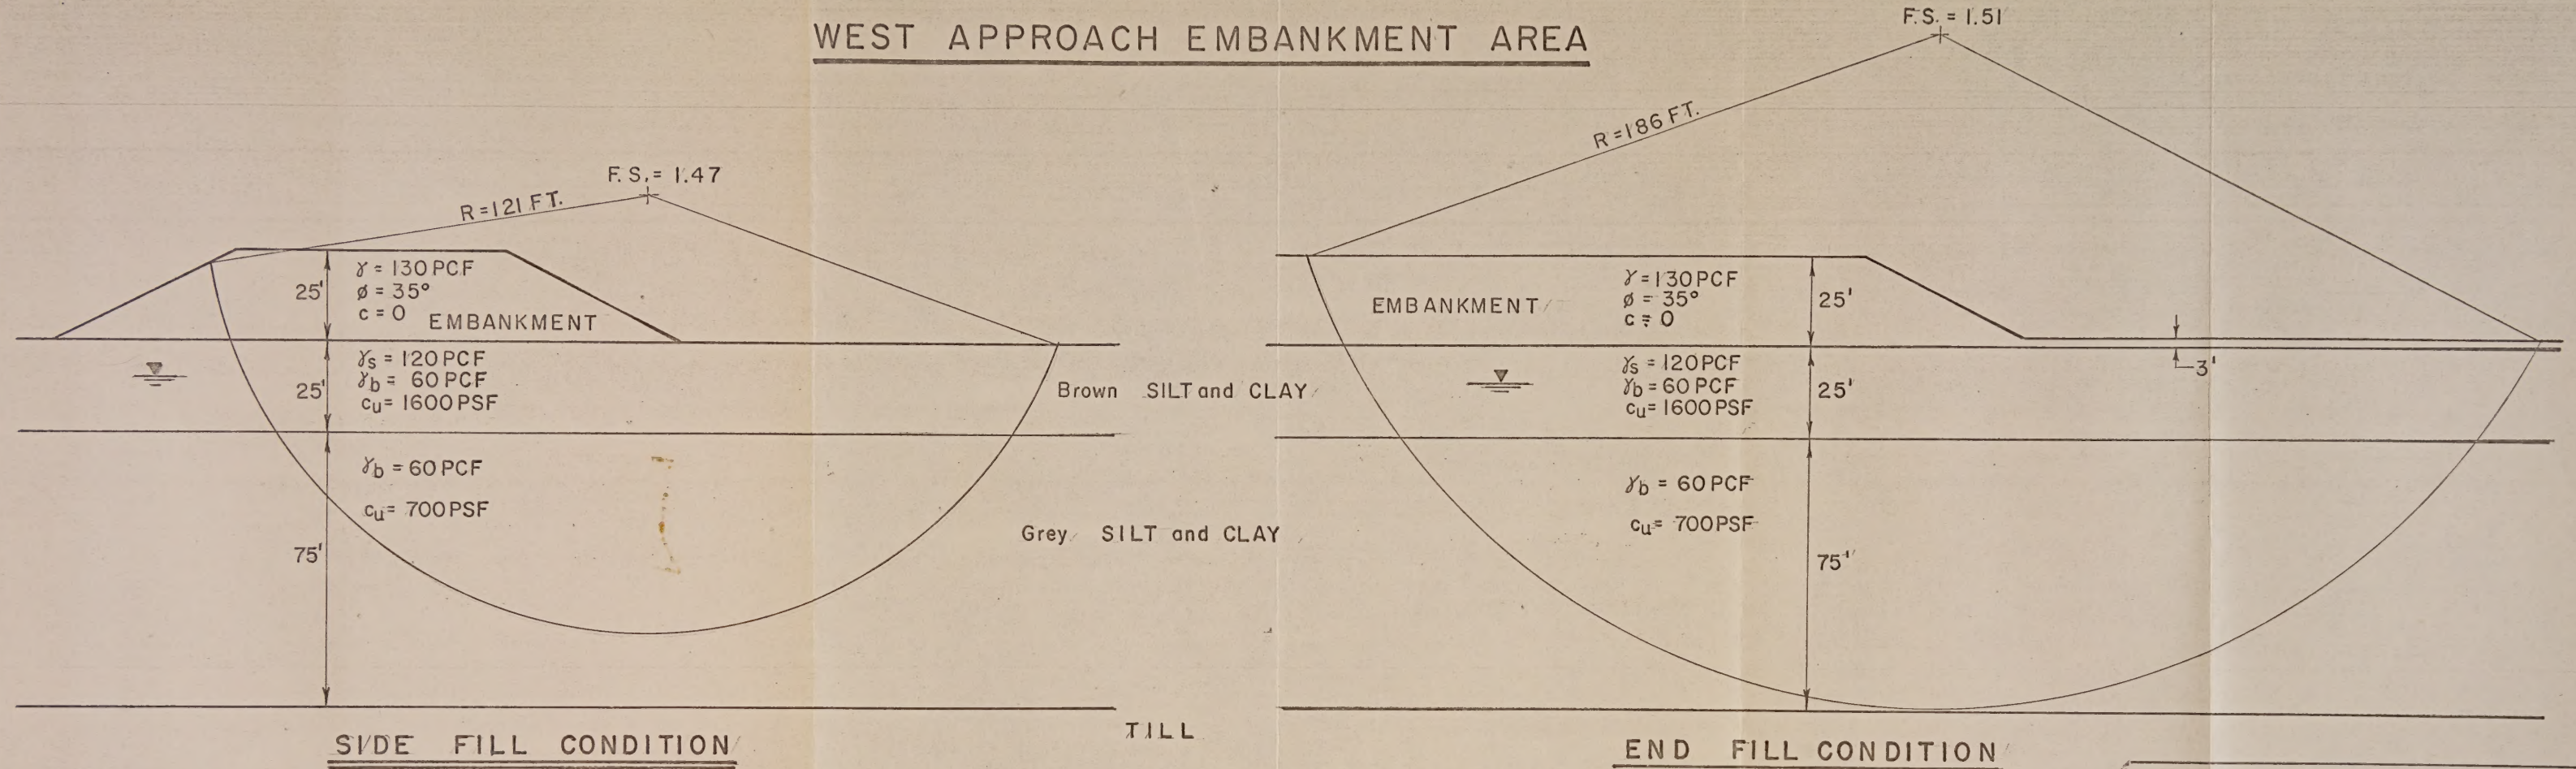 WEST APPROACH EMBANKMENT AREA
F.S. = 1.47
R=121 FT.
25'
γ = 130 PCF
ø = 35°
c = 0
EMBANKMENT
25'
γs = 120 PCF
γb = 60 PCF
cu = 1600 PSF
75'
γb = 60 PCF
cu = 700 PSF
SIDE FILL CONDITION
Brown SILT and CLAY
Grey SILT and CLAY
TILL
F.S. = 1.51
R=186 FT.
EMBANKMENT
γ = 130 PCF
ø = 35°
c = 0
25'
3'
γs = 120 PCF
γb = 60 PCF
cu = 1600 PSF
25'
γb = 60 PCF
cu = 700 PSF
75'
END FILL CONDITION